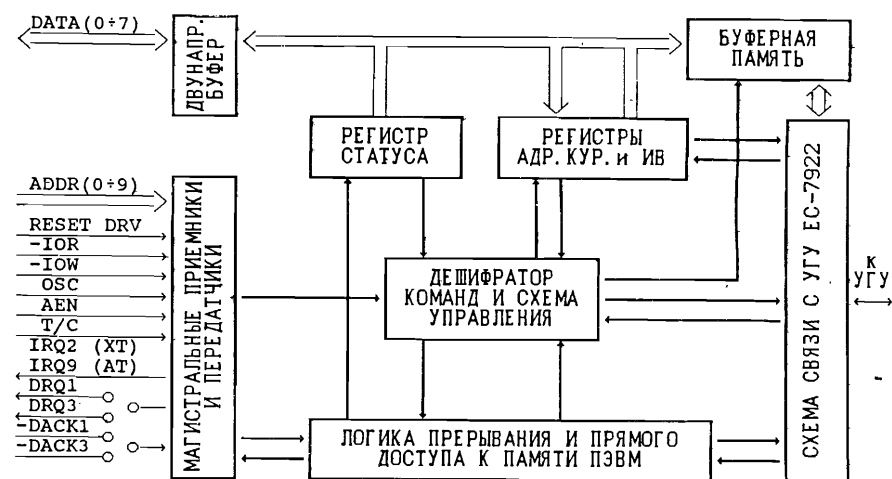 DATA(0÷7)
ДВУНАПР.
БУФЕР
БУФЕРНАЯ
ПАМЯТЬ
РЕГИСТР
СТАТУСА
РЕГИСТРЫ
АДР.КУР. и ИВ
ADDR(0÷9)
RESET DRV
-IOR
-IOW
OSC
AEN
T/C
IRQ2 (XT)
IRQ9 (AT)
DRQ1
DRQ3
-DACK1
-DACK3
МАГИСТРАЛЬНЫЕ ПРИЕМНИКИ
И ПЕРЕДАТЧИКИ
ДЕШИФРАТОР
КОМАНД И СХЕМА
УПРАВЛЕНИЯ
ЛОГИКА ПРЕРЫВАНИЯ И ПРЯМОГО
ДОСТУПА К ПАМЯТИ ПЭВМ
СХЕМА СВЯЗИ С УГУ ЕС-7922
К
УГУ